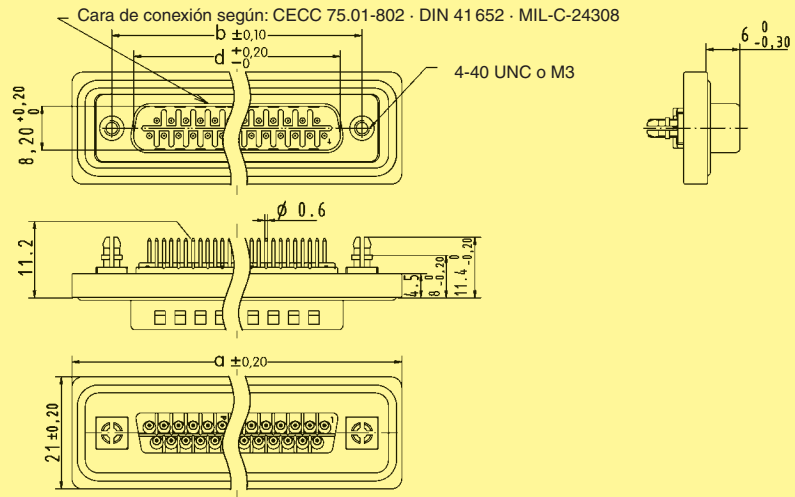 Cara de conexión según: CECC 75.01-802 · DIN 41 652 · MIL-C-24308
b ±0,10
d +0,20 -0
4-40 UNC o M3
6 0 -0,30
8,20 +0,20 0
ø 0.6
11.2
4.5
8 0 -0,20
11.4 0 -0,20
a ±0,20
21 ±0,20